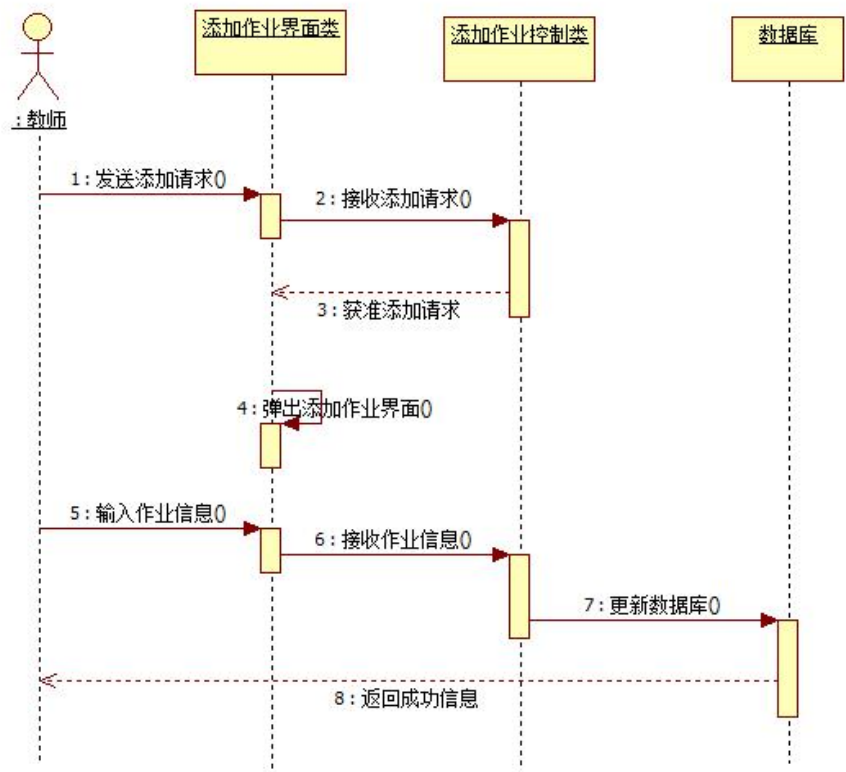 添加作业界面类
添加作业控制类
数据库
:教师
1:发送添加请求()
2:接收添加请求()
3:获准添加请求
4:弹出添加作业界面()
5:输入作业信息()
6:接收作业信息()
7:更新数据库()
8:返回成功信息